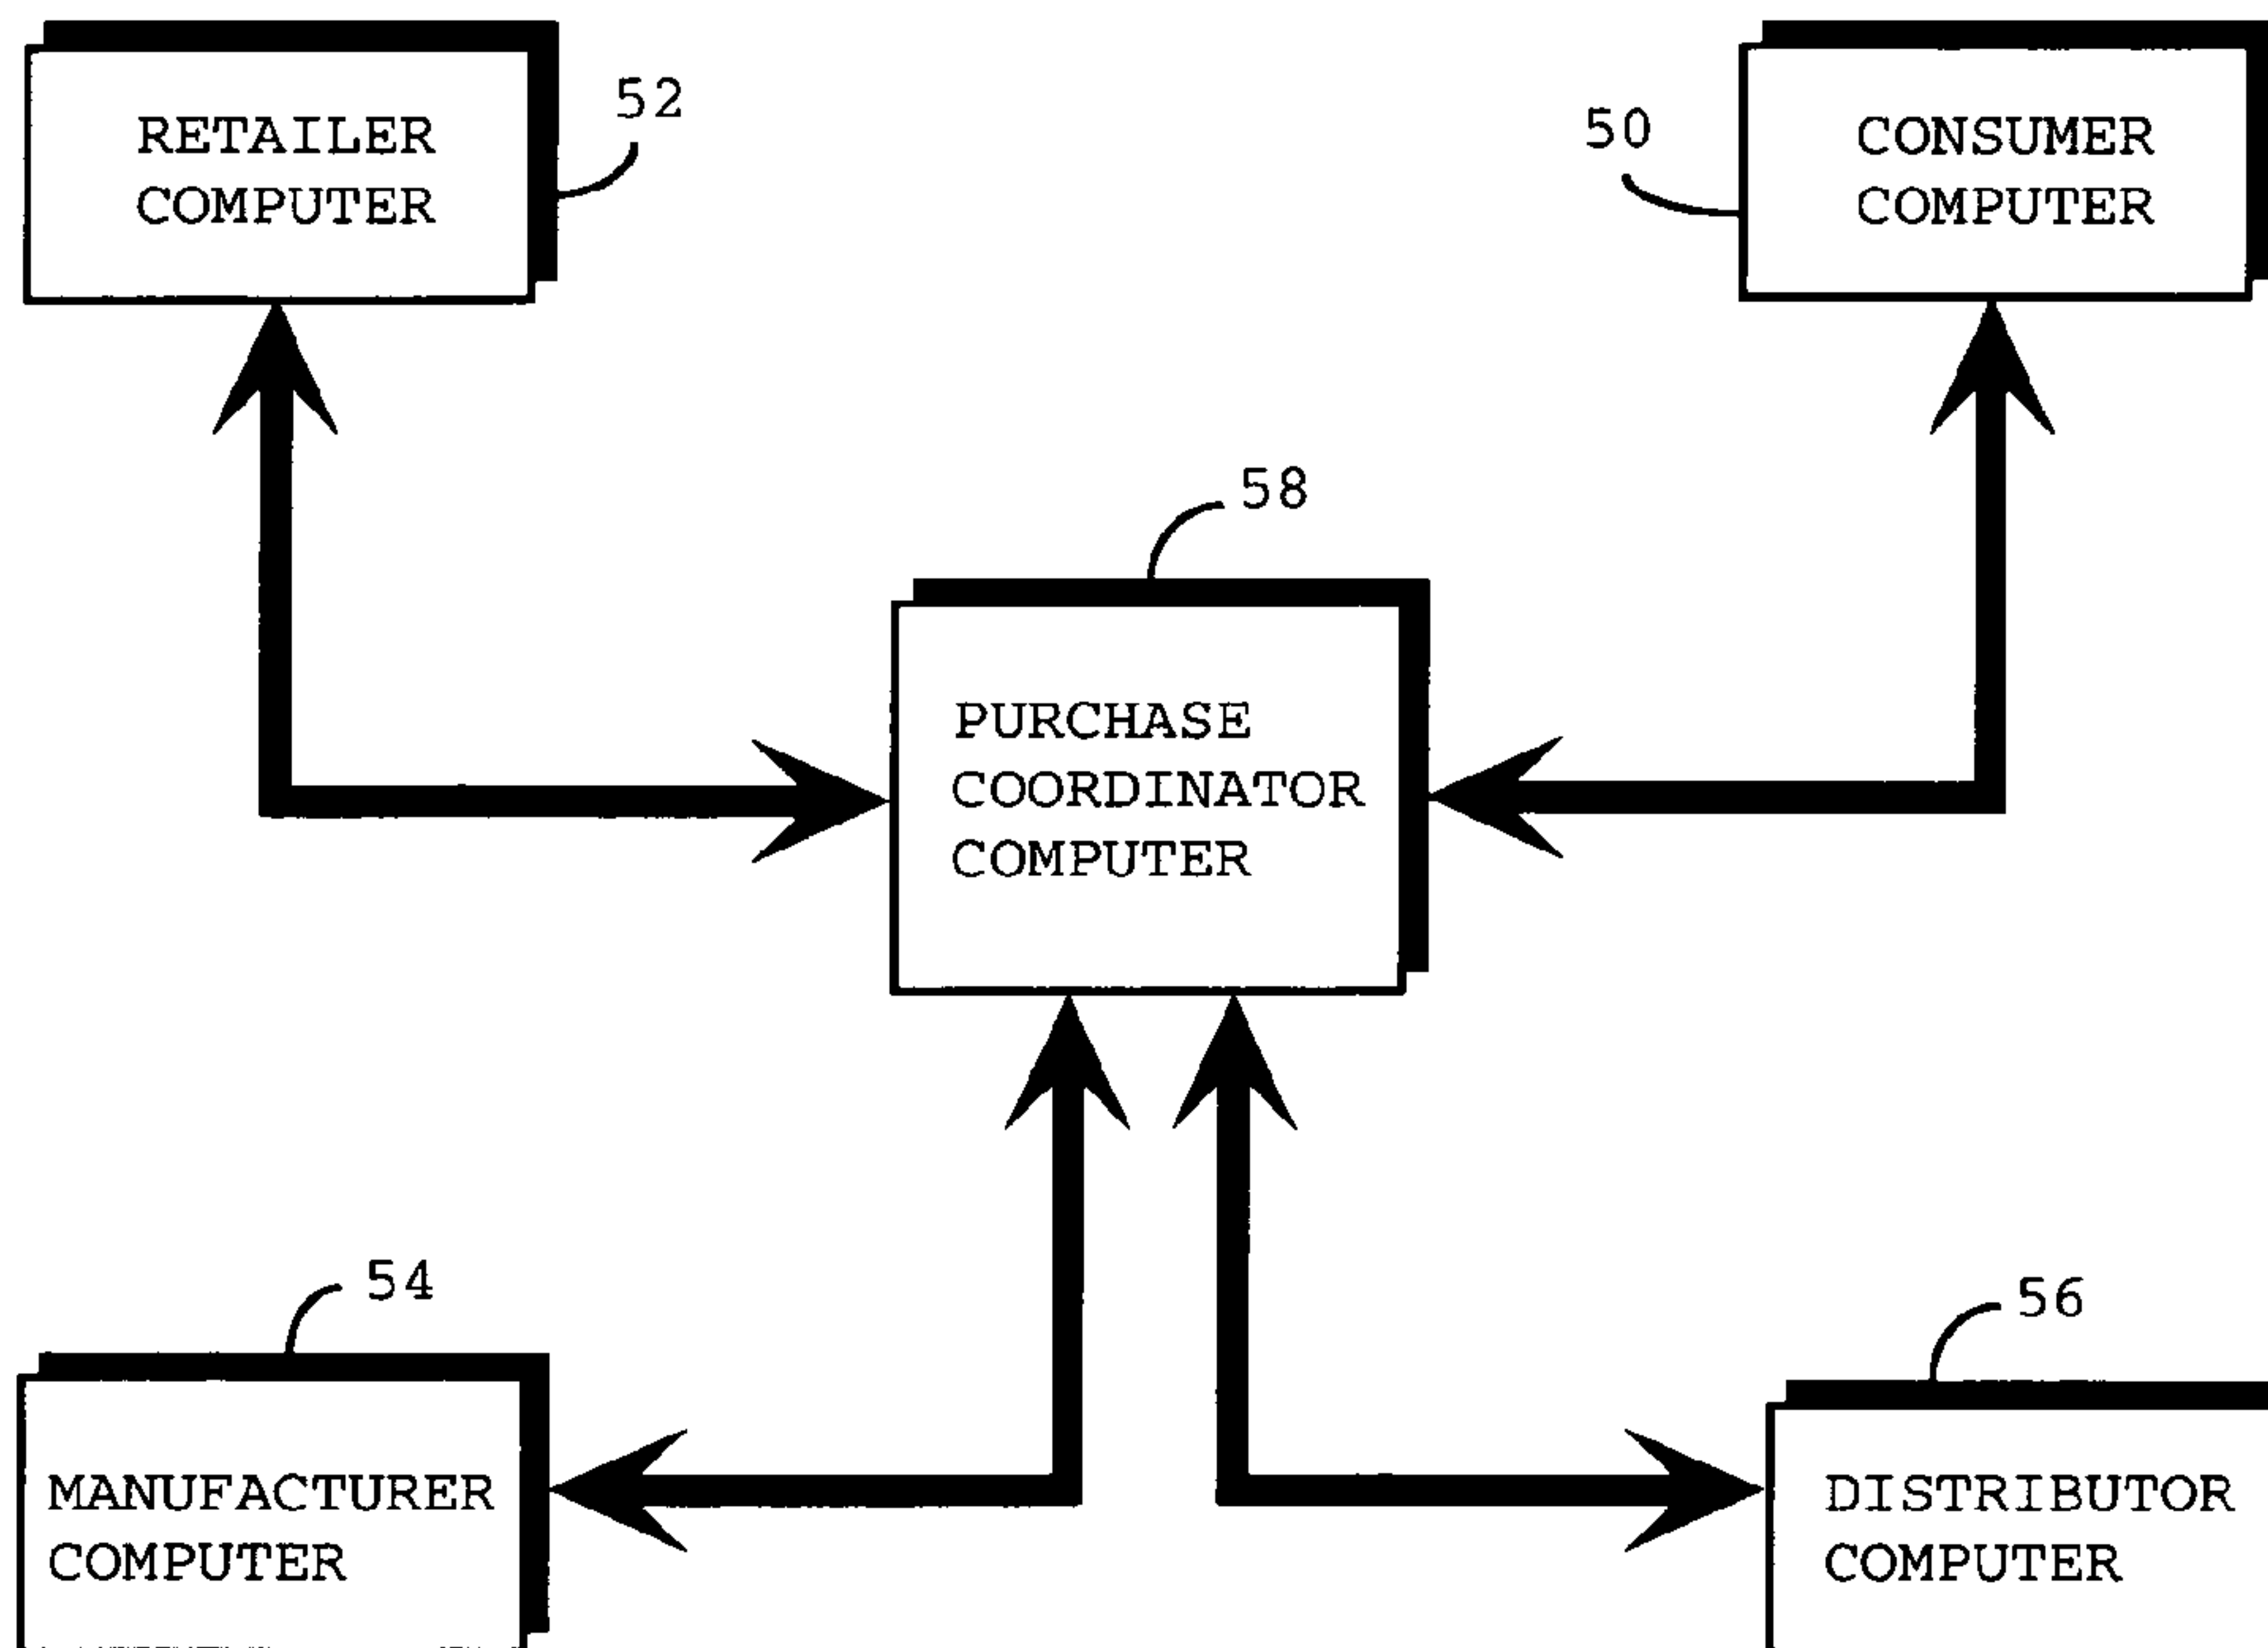 RETAILER
COMPUTER
52
50
CONSUMER
COMPUTER
58
PURCHASE
COORDINATOR
COMPUTER
54
MANUFACTURER
COMPUTER
56
DISTRIBUTOR
COMPUTER